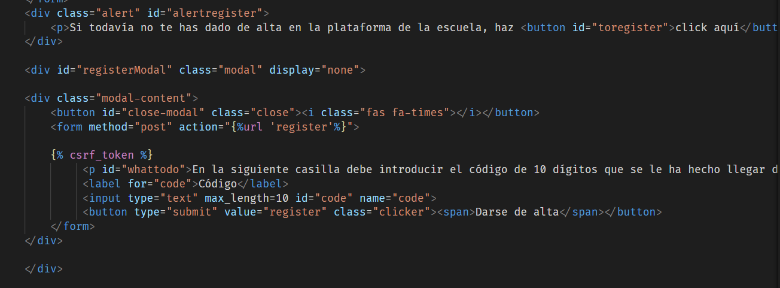 </form>
<div class="alert" id="alertregister">
<p>Si todavía no te has dado de alta en la plataforma de la escuela, haz <button id="toregister">click aquí</butt
</div>
<div id="registerModal" class="modal" display="none">
<div class="modal-content">
<button id="close-modal" class="close"><i class="fas fa-times"></i></button>
<form method="post" action="{%url 'register'%}">
{% csrf_token %}
<p id="whattodo">En la siguiente casilla debe introducir el código de 10 dígitos que se le ha hecho llegar d
<label for="code">Código</label>
<input type="text" max_length=10 id="code" name="code">
<button type="submit" value="register" class="clicker"><span>Darse de alta</span></button>
</form>
</div>
</div>